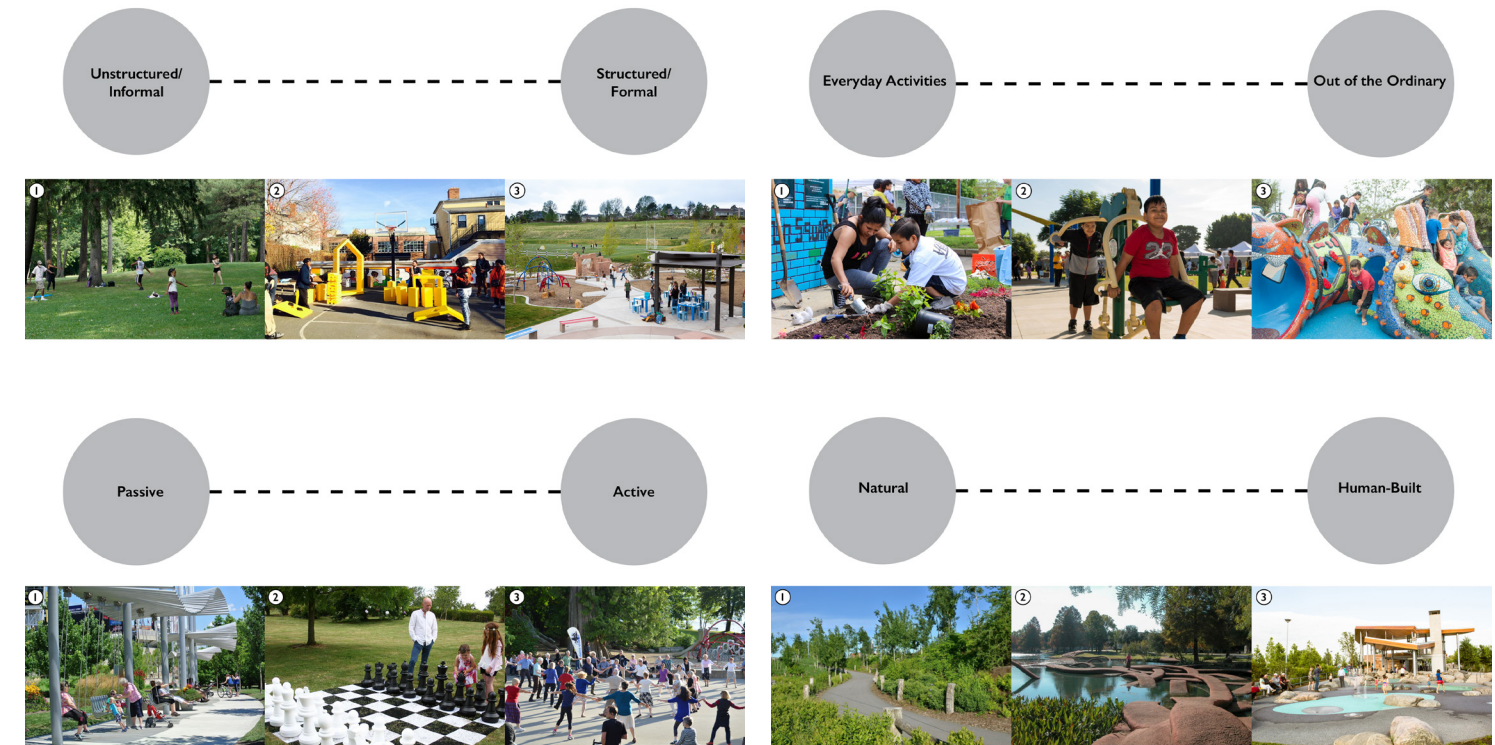 Unstructured/
Informal
Structured/
Formal
Everyday Activities
Out of the Ordinary
1
2
3
1
2
3
Passive
Active
Natural
Human-Built
1
2
3
1
2
3